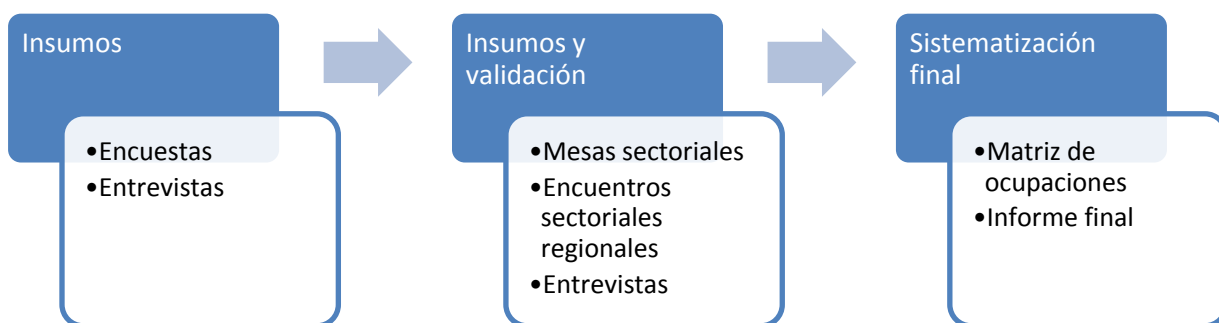 Insumos
•Encuestas
•Entrevistas
Insumos y
validación
•Mesas sectoriales
•Encuentros
sectoriales
regionales
•Entrevistas
Sistematización
final
•Matriz de
ocupaciones
•Informe final